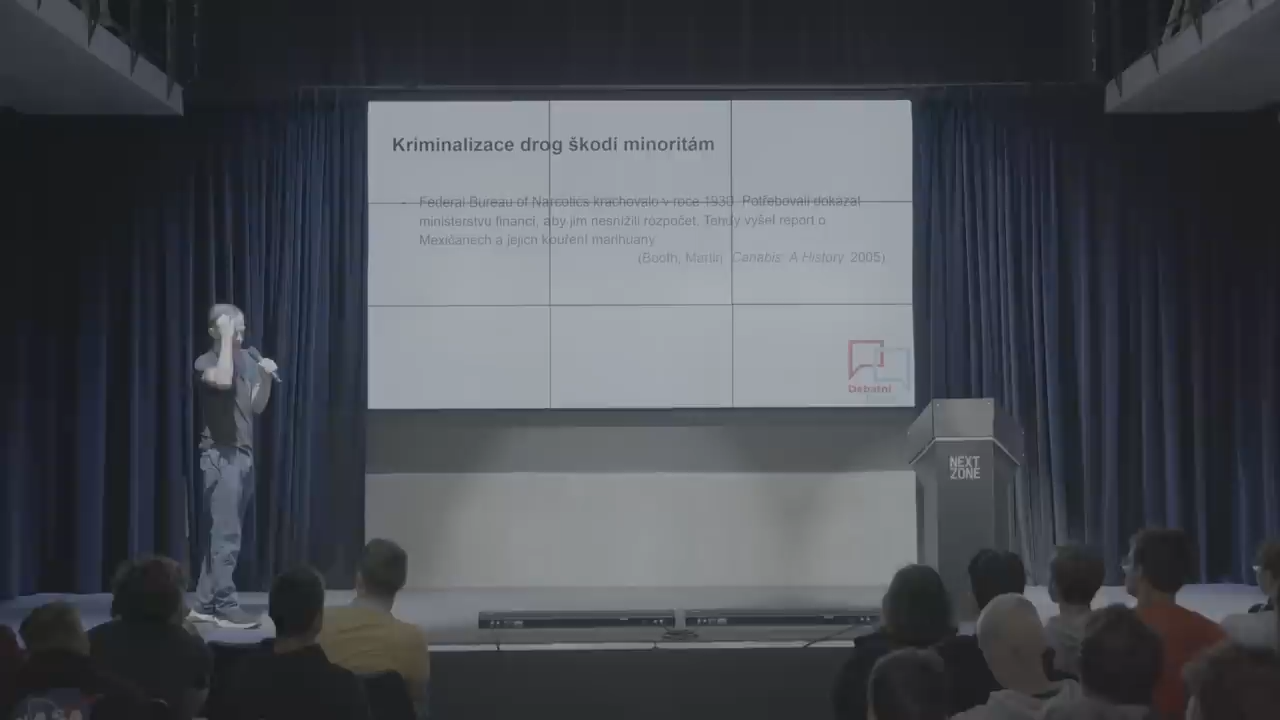 Kriminalizace drog škodí minoritám
- Federal Bureau of Narcotics krachovalo v roce 1930. Potřebovali dokázat
ministerstvu financí, aby jim nesnížili rozpočet. Tehdy vyšel report o
Mexičanech a jejich kouření marihuany.
(Booth, Martin. Canabis: A History. 2005)
Debatní
NEXT
ZONE
NASA